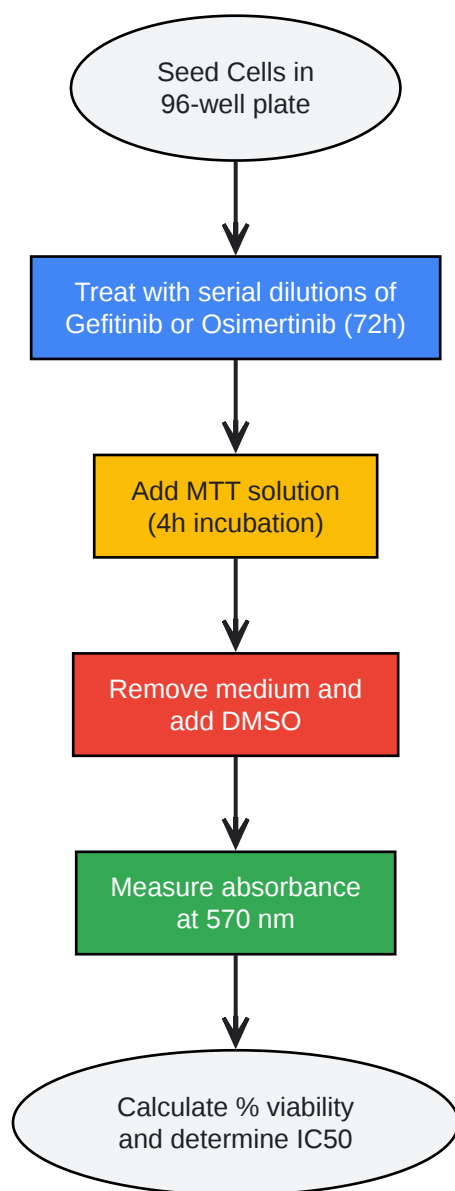 Seed Cells in
96-well plate
Treat with serial dilutions of
Gefitinib or Osimertinib (72h)
Add MTT solution
(4h incubation)
Remove medium and
add DMSO
Measure absorbance
at 570 nm
Calculate % viability
and determine IC50